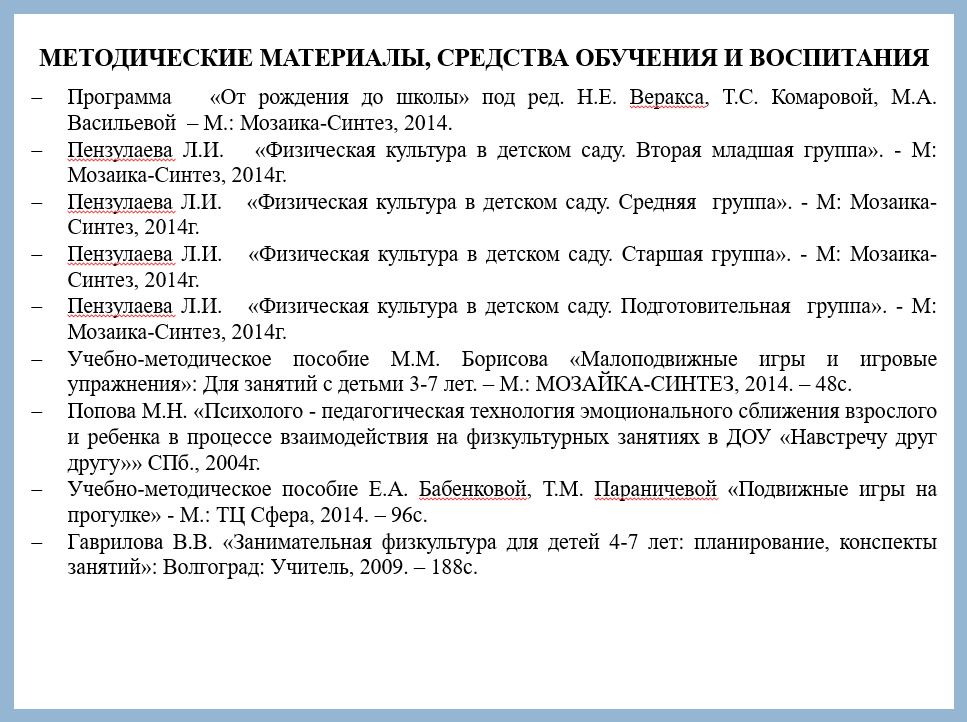 МЕТОДИЧЕСКИЕ МАТЕРИАЛЫ, СРЕДСТВА ОБУЧЕНИЯ И ВОСПИТАНИЯ
– Программа «От рождения до школы» под ред. Н.Е. Веракса, Т.С. Комаровой, М.А.
Васильевой – М.: Мозаика-Синтез, 2014.
– Пензулаева Л.И. «Физическая культура в детском саду. Вторая младшая группа». - М:
Мозаика-Синтез, 2014г.
– Пензулаева Л.И. «Физическая культура в детском саду. Средняя группа». - М: Мозаика-
Синтез, 2014г.
– Пензулаева Л.И. «Физическая культура в детском саду. Старшая группа». - М: Мозаика-
Синтез, 2014г.
– Пензулаева Л.И. «Физическая культура в детском саду. Подготовительная группа». - М:
Мозаика-Синтез, 2014г.
– Учебно-методическое пособие М.М. Борисова «Малоподвижные игры и игровые
упражнения»: Для занятий с детьми 3-7 лет. – М.: МОЗАЙКА-СИНТЕЗ, 2014. – 48с.
– Попова М.Н. «Психолого - педагогическая технология эмоционального сближения взрослого
и ребенка в процессе взаимодействия на физкультурных занятиях в ДОУ «Навстречу друг
другу»» СПб., 2004г.
– Учебно-методическое пособие Е.А. Бабенковой, Т.М. Параничевой «Подвижные игры на
прогулке» - М.: ТЦ Сфера, 2014. – 96с.
– Гаврилова В.В. «Занимательная физкультура для детей 4-7 лет: планирование, конспекты
занятий»: Волгоград: Учитель, 2009. – 188с.